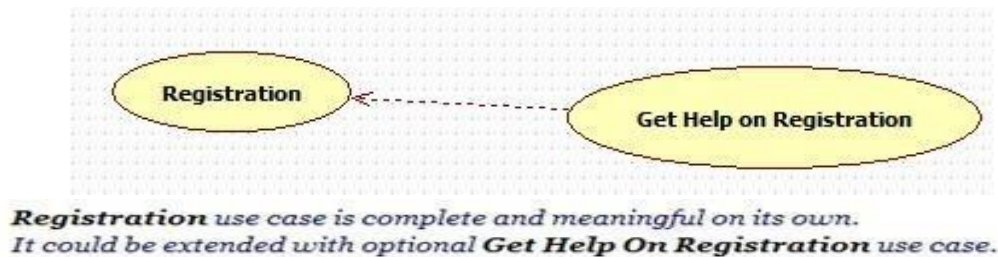 Registration
Get Help on Registration
Registration use case is complete and meaningful on its own.
It could be extended with optional Get Help On Registration use case.